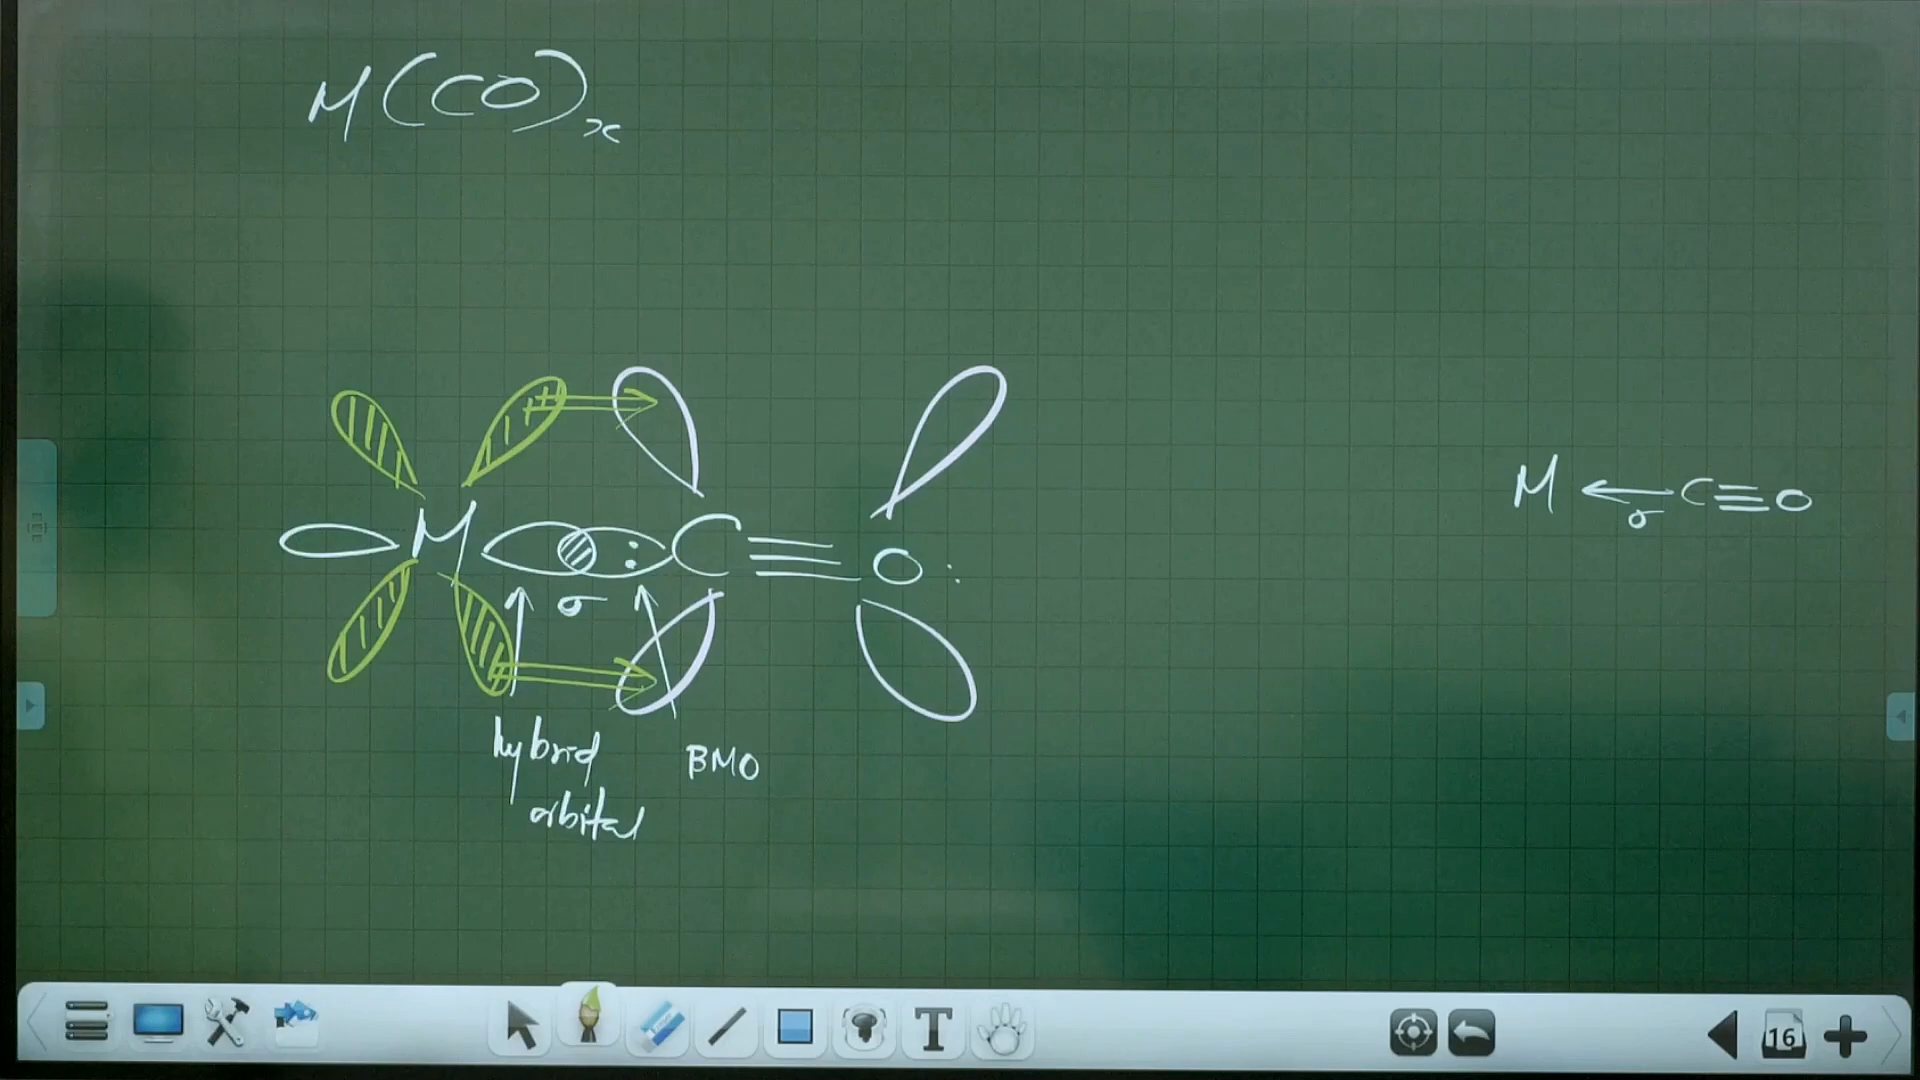 M(CO)x
M : C≡O:
σ
M ←σ C≡O
hybrid
orbital
BMO
T
16